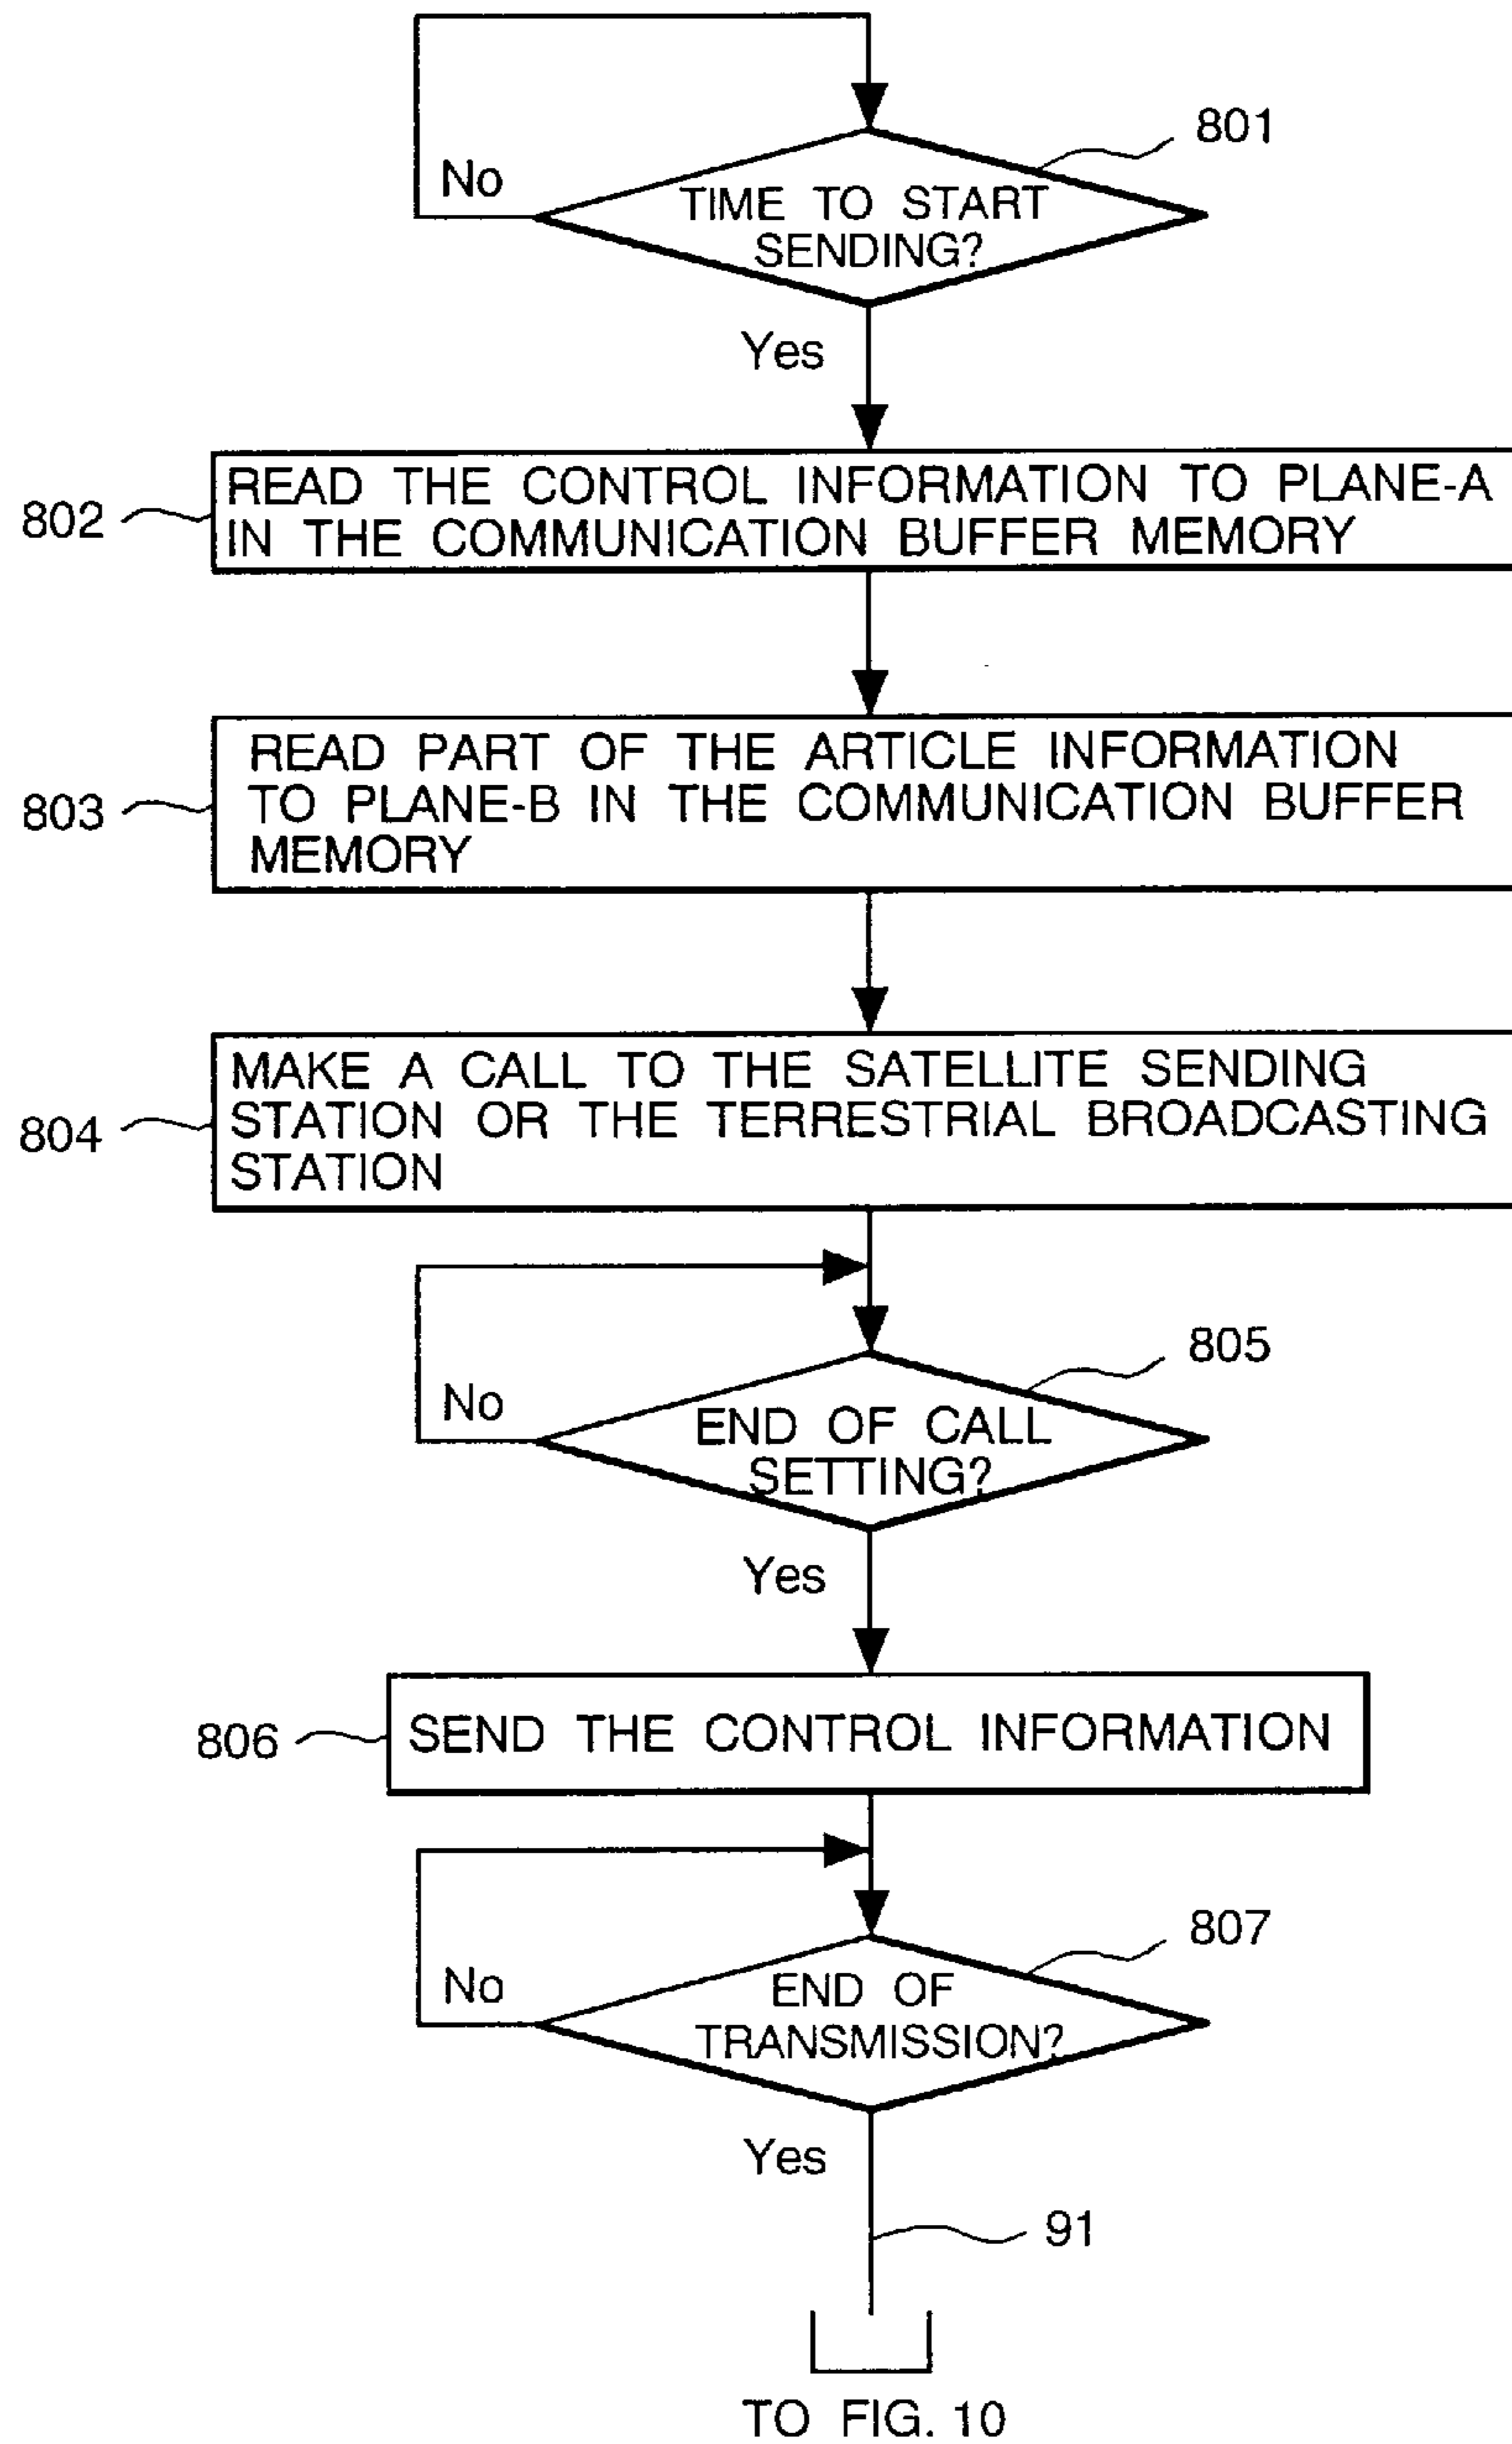 801
No
TIME TO START
SENDING?
Yes
802
READ THE CONTROL INFORMATION TO PLANE-A
IN THE COMMUNICATION BUFFER MEMORY
803
READ PART OF THE ARTICLE INFORMATION
TO PLANE-B IN THE COMMUNICATION BUFFER
MEMORY
804
MAKE A CALL TO THE SATELLITE SENDING
STATION OR THE TERRESTRIAL BROADCASTING
STATION
805
No
END OF CALL
SETTING?
Yes
806
SEND THE CONTROL INFORMATION
807
No
END OF
TRANSMISSION?
Yes
91
TO FIG. 10